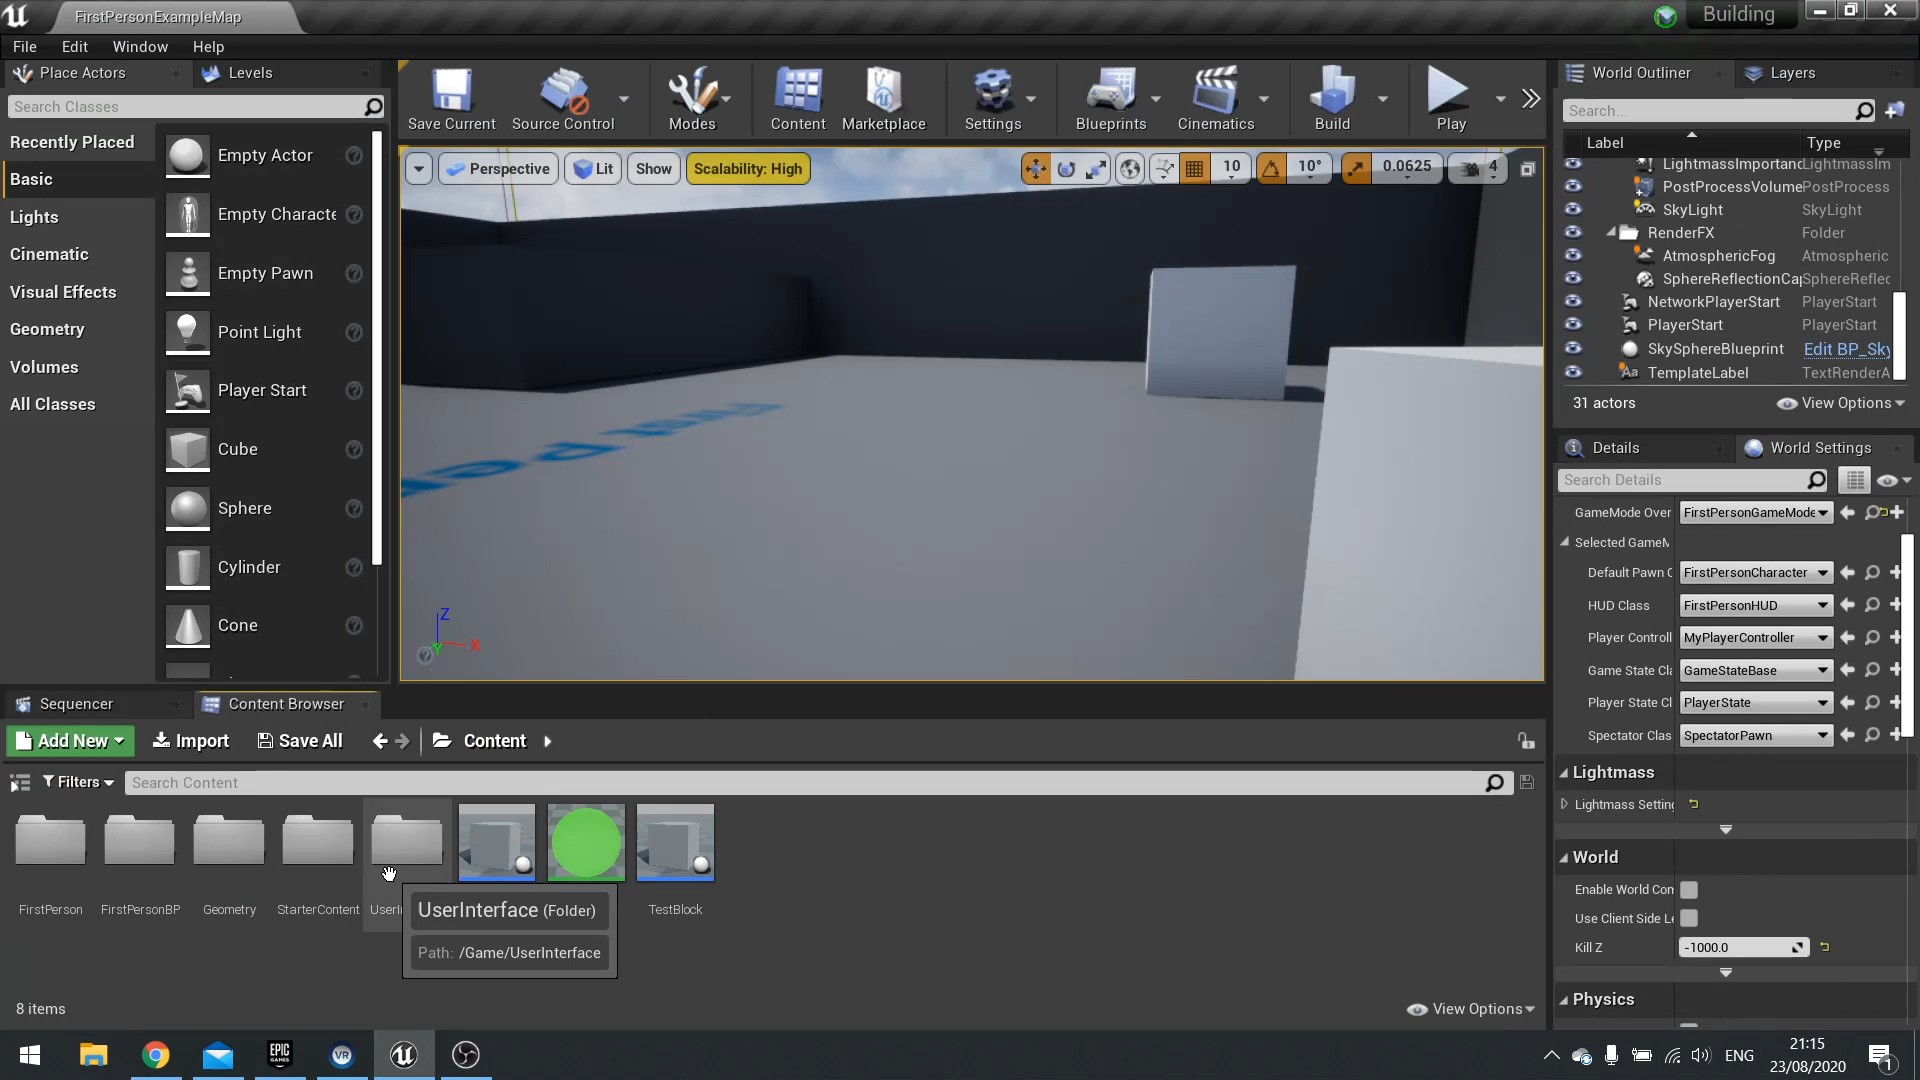 FirstPersonExampleMap
Building
File Edit Window Help
Place Actors
Levels
Search Classes
Recently Placed
Basic
Lights
Cinematic
Visual Effects
Geometry
Volumes
All Classes
Empty Actor
Empty Characte
Empty Pawn
Point Light
Player Start
Cube
Sphere
Cylinder
Cone
Save Current
Source Control
Modes
Content
Marketplace
Settings
Blueprints
Cinematics
Build
Play
Perspective
Lit
Show
Scalability: High
10
10°
0.0625
4
Z
X
Y
World Outliner
Layers
Search...
Label
Type
LightmassImportanc LightmassIm
PostProcessVolume PostProcess
SkyLight SkyLight
RenderFX Folder
AtmosphericFog Atmospheric
SphereReflectionCap SphereReflec
NetworkPlayerStart PlayerStart
PlayerStart PlayerStart
SkySphereBlueprint Edit BP_Sky
TemplateLabel TextRenderA
31 actors
View Options
Details
World Settings
Search Details
GameMode Over FirstPersonGameMode
Selected GameM
Default Pawn C FirstPersonCharacter
HUD Class FirstPersonHUD
Player Controll MyPlayerController
Game State Cla GameStateBase
Player State Cl PlayerState
Spectator Clas SpectatorPawn
Lightmass
Lightmass Setting
World
Enable World Com
Use Client Side Le
Kill Z -1000.0
Physics
Sequencer
Content Browser
Add New
Import
Save All
Content
Filters
Search Content
FirstPerson
FirstPersonBP
Geometry
StarterContent
UserIn
TestBlock
UserInterface (Folder)
Path: /Game/UserInterface
8 items
View Options
EPIC
GAMES
VR
ENG
21:15
23/08/2020
1